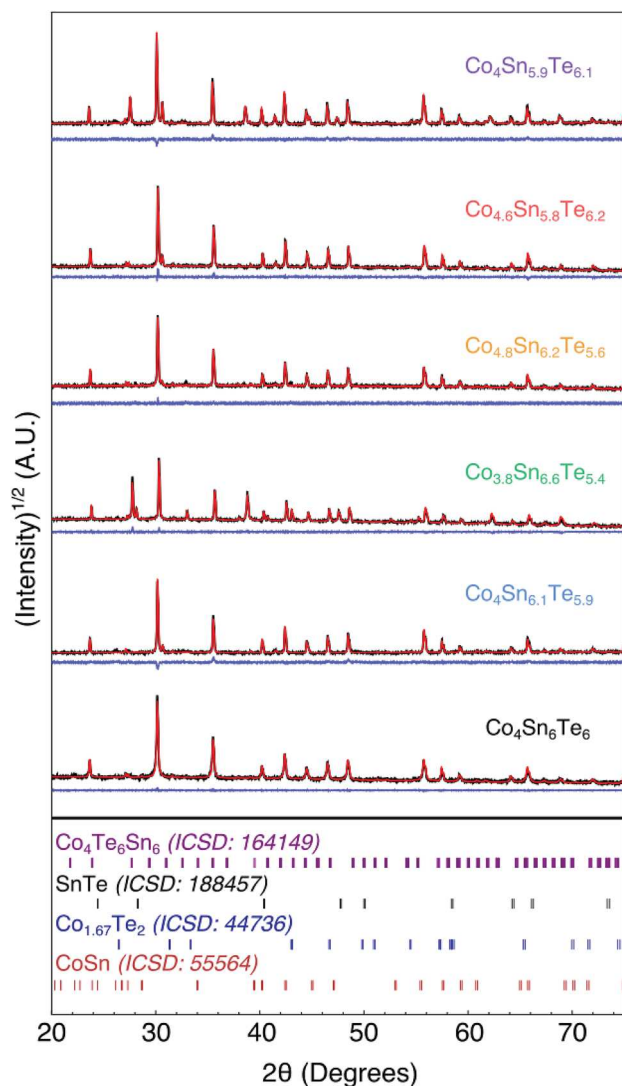 Co₄Sn₅.₉Te₆.₁
Co₄.₆Sn₅.₈Te₆.₂
Co₄.₈Sn₆.₂Te₅.₆
Co₃.₈Sn₆.₆Te₅.₄
Co₄Sn₆.₁Te₅.₉
Co₄Sn₆Te₆
(Intensity)¹/² (A.U.)
Co₄Te₆Sn₆ (ICSD: 164149)
SnTe (ICSD: 188457)
Co₁.₆₇Te₂ (ICSD: 44736)
CoSn (ICSD: 55564)
20 30 40 50 60 70
2θ (Degrees)